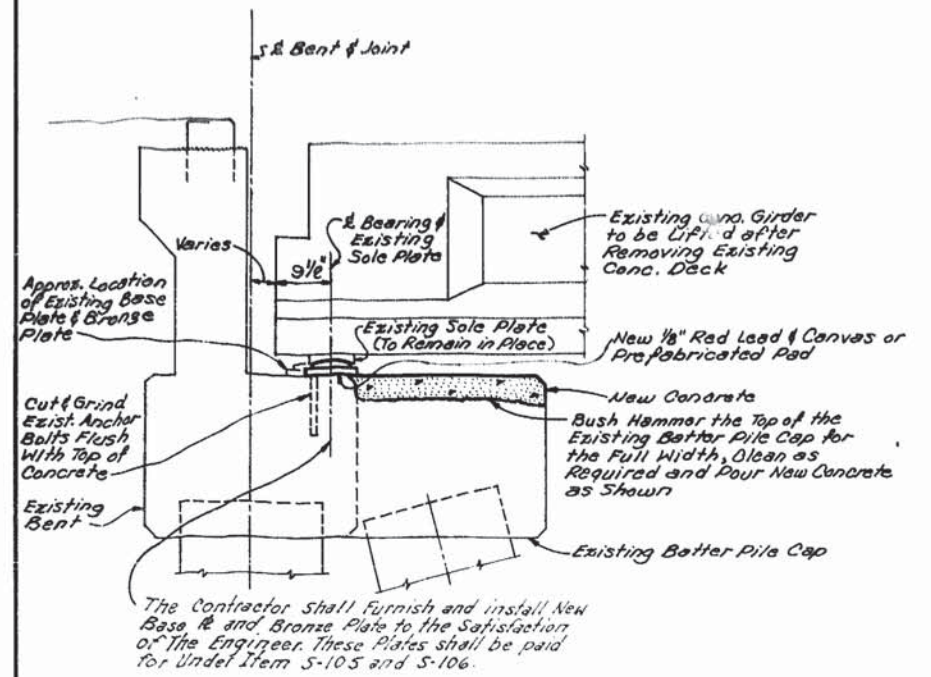 ℄ Bent & Joint
Varies
9½"
℄ Bearing &
Existing
Sole Plate
Existing Conc. Girder
to be Lifted after
Removing Existing
Conc. Deck
Approx. Location
of Existing Base
Plate & Bronze
Plate
Existing Sole Plate
(To Remain in Place)
New ⅛" Red Lead & Canvas or
Prefabricated Pad
New Concrete
Cut & Grind
Exist. Anchor
Bolts Flush
With Top of
Concrete
Bush Hammer the Top of the
Existing Batter Pile Cap for
the Full Width, Clean as
Required and Pour New Concrete
as Shown
Existing
Bent
Existing Batter Pile Cap
The Contractor Shall Furnish and install New
Base ℄ and Bronze Plate to the Satisfaction
of The Engineer. These Plates shall be paid
for Under Item S-105 and S-106.